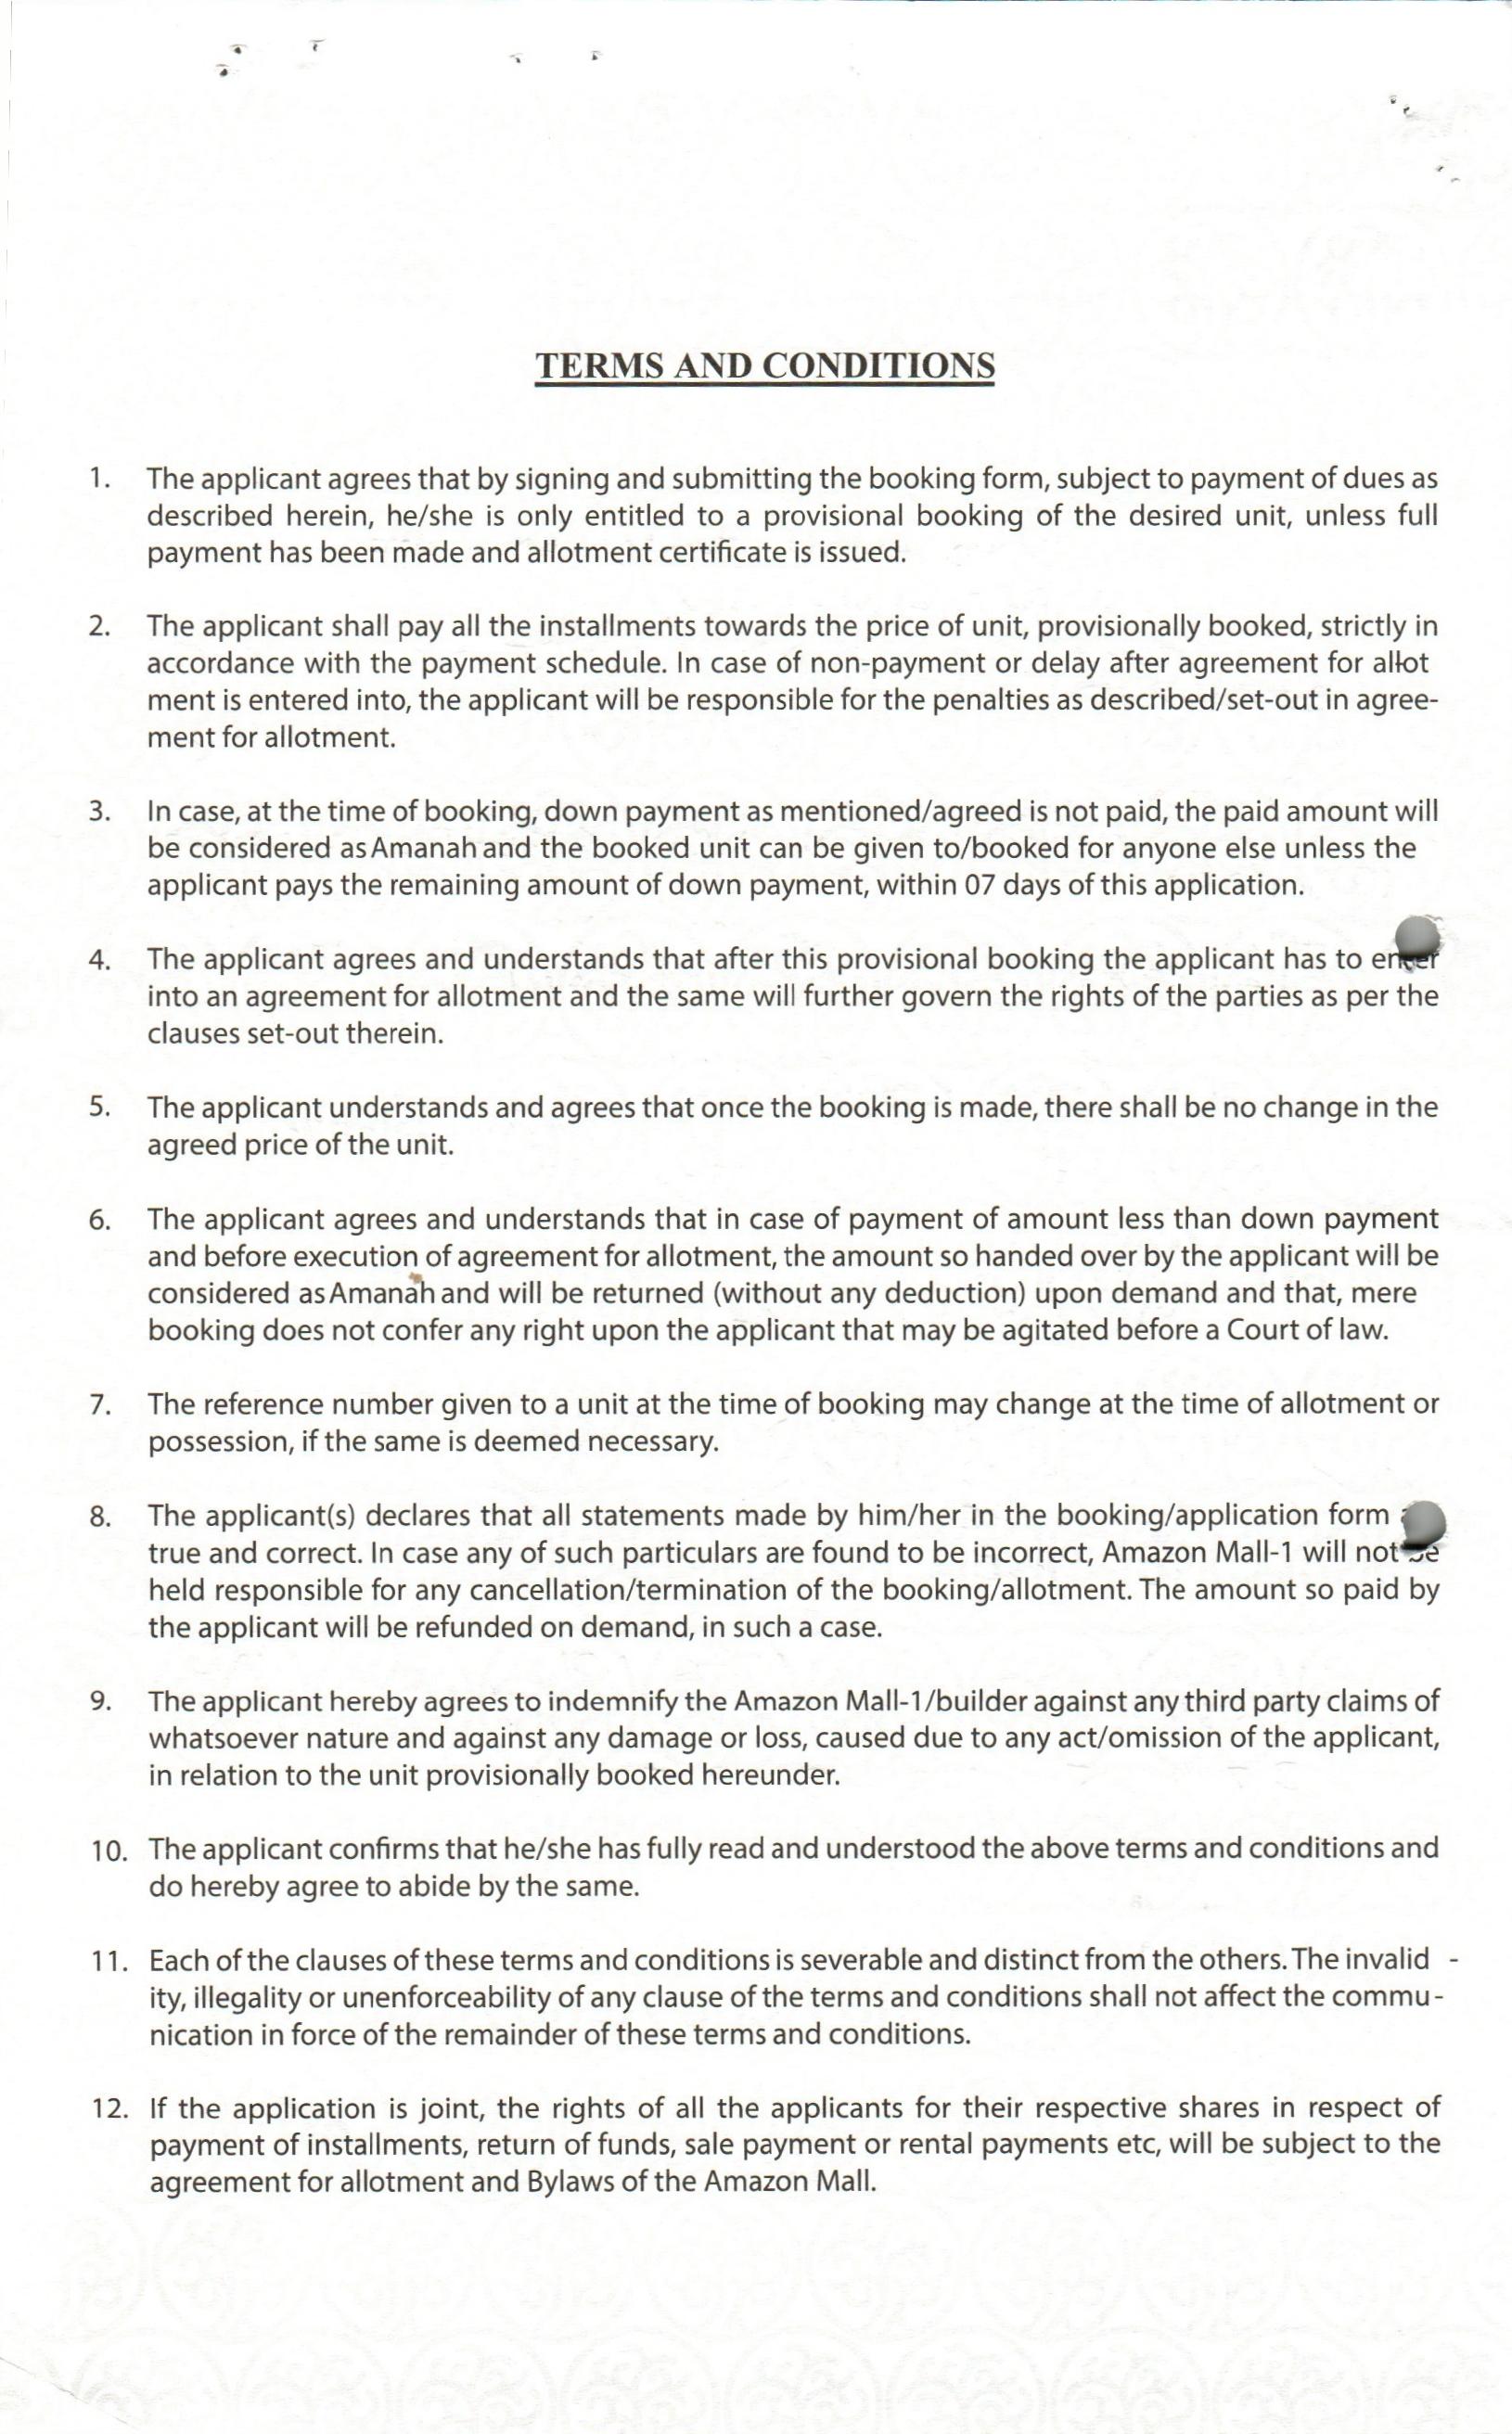 TERMS AND CONDITIONS
1. The applicant agrees that by signing and submitting the booking form, subject to payment of dues as
described herein, he/she is only entitled to a provisional booking of the desired unit, unless full
payment has been made and allotment certificate is issued.
2. The applicant shall pay all the installments towards the price of unit, provisionally booked, strictly in
accordance with the payment schedule. In case of non-payment or delay after agreement for allot
ment is entered into, the applicant will be responsible for the penalties as described/set-out in agree-
ment for allotment.
3. In case, at the time of booking, down payment as mentioned/agreed is not paid, the paid amount will
be considered as Amanah and the booked unit can be given to/booked for anyone else unless the
applicant pays the remaining amount of down payment, within 07 days of this application.
4. The applicant agrees and understands that after this provisional booking the applicant has to enter
into an agreement for allotment and the same will further govern the rights of the parties as per the
clauses set-out therein.
5. The applicant understands and agrees that once the booking is made, there shall be no change in the
agreed price of the unit.
6. The applicant agrees and understands that in case of payment of amount less than down payment
and before execution of agreement for allotment, the amount so handed over by the applicant will be
considered as Amanah and will be returned (without any deduction) upon demand and that, mere
booking does not confer any right upon the applicant that may be agitated before a Court of law.
7. The reference number given to a unit at the time of booking may change at the time of allotment or
possession, if the same is deemed necessary.
8. The applicant(s) declares that all statements made by him/her in the booking/application form
true and correct. In case any of such particulars are found to be incorrect, Amazon Mall-1 will not be
held responsible for any cancellation/termination of the booking/allotment. The amount so paid by
the applicant will be refunded on demand, in such a case.
9. The applicant hereby agrees to indemnify the Amazon Mall-1/builder against any third party claims of
whatsoever nature and against any damage or loss, caused due to any act/omission of the applicant,
in relation to the unit provisionally booked hereunder.
10. The applicant confirms that he/she has fully read and understood the above terms and conditions and
do hereby agree to abide by the same.
11. Each of the clauses of these terms and conditions is severable and distinct from the others. The invalid -
ity, illegality or unenforceability of any clause of the terms and conditions shall not affect the commu-
nication in force of the remainder of these terms and conditions.
12. If the application is joint, the rights of all the applicants for their respective shares in respect of
payment of installments, return of funds, sale payment or rental payments etc, will be subject to the
agreement for allotment and Bylaws of the Amazon Mall.